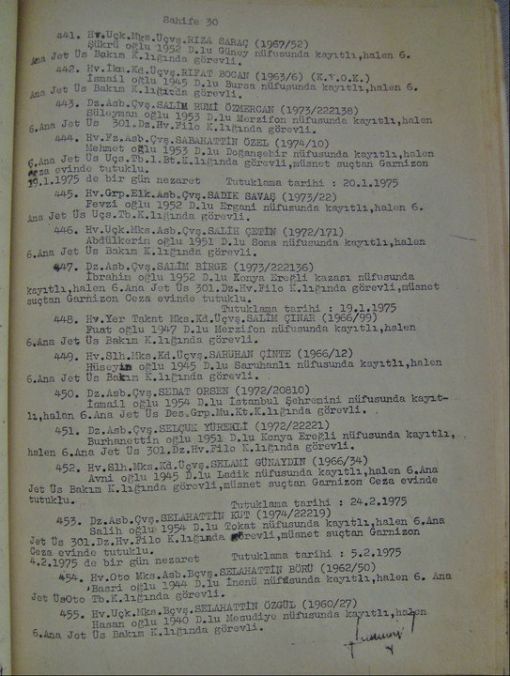 Sahife 30
441. Hv.Uçk.Mks.Uçvş.RIZA SARAÇ (1967/52)
Şükrü oğlu 1952 D.lu Güney nüfusunda kayıtlı,halen 6.
Ana Jet Üs Bakım K.lığında görevli.
442. Hv.İkm.Kd.Üçvş.RIFAT BOCAN (1963/6) (K.Y.O.K.)
İsmail oğlu 1945 D.lu Bursa nüfusunda kayıtlı,halen 6.
Ana Jet Üs Bakım K.lığında görevli.
443. Dz.Asb.Çvş.SALİM RUMİ ÖZMERCAN (1973/222138)
Süleyman oğlu 1953 D.lu Merzifon nüfusunda kayıtlı,halen
6.Ana Jet Üs 301.Dz.Hv.Filo K.lığında görevli.
444. Hv.Fz.Asb.Çvş.SABAHATTİN ÖZEL (1974/10)
Mehmet oğlu 1953 D.lu Doğanşehir nüfusunda kayıtlı,halen
6.Ana Jet Üs Uçs.Tb.1.Bt.K.lığında görevli,müsnet suçtan Garnizon
Ceza evinde tutuklu.
19.1.1975 de bir gün nezaret Tutuklama tarihi : 20.1.1975
445. Hv.Grp.Elk.Asb.Çvş.SADIK SAVAŞ (1973/22)
Fevzi oğlu 1952 D.lu Ergani nüfusunda kayıtlı,halen 6.
Ana Jet Üs Uçs.Tb.K.lığında görevli.
446. Hv.Uçk.Mks.Asb.Çvş.SALİH ÇETİN (1972/171)
Abdülkerim oğlu 1951 D.lu Soma nüfusunda kayıtlı,halen
6.Ana Jet Üs Bakım K.lığında görevli.
447. Dz.Asb.Çvş.SALİM BİRGE (1973/222136)
İbrahim oğlu 1952 D.lu Konya Ereğli kazası nüfusunda
kayıtlı,halen 6.Ana Jet Üs 301.Dz.Hv.Filo K.lığında görevli,müsnet
suçtan Garnizon Ceza evinde tutuklu.
Tutuklama tarihi : 19.1.1975
448. Hv.Yer Takat Mks.Kd.Üçvş.SALİM ÇINAR (1966/99)
Fuat oğlu 1947 D.lu Merzifon nüfusunda kayıtlı,halen
6.Ana Jet Üs Bakım K.lığında görevli.
449. Hv.Slh.Mks.Kd.Üçvş.SARUHAN ÇİNTE (1966/12)
Hüseyin oğlu 1945 D.lu Saruhanlı nüfusunda kayıtlı,halen
6.Ana Jet Üs Bakım K.lığında görevli.
450. Dz.Asb.Çvş.SEDAT ORSEN (1972/20810)
İsmail oğlu 1954 D.lu İstanbul Şehremini nüfusunda kayıt-
lı,halen 6.Ana Jet Üs Des.Grp.Mu.Kt.K.lığında görevli.
451. Dz.Asb.Çvş.SELÇUK YÜREKLİ (1972/22221)
Burhanettin oğlu 1951 D.lu Konya Ereğli nüfusunda kayıtlı,
halen 6.Ana Jet Üs 301.Dz.Hv.Filo K.lığında görevli.
452. Hv.Slh.Mks.Kd.Üçvş.SELAMİ GÜNAYDIN (1966/34)
Avni oğlu 1945 D.lu Ladik nüfusunda kayıtlı,halen 6.Ana
Jet Üs Bakım K.lığında görevli,müsnet suçtan Garnizon Ceza evinde
tutuklu.
Tutuklama tarihi : 24.2.1975
453. Dz.Asb.Çvş.SELAHATTİN KUT (1974/22219)
Salih oğlu 1954 D.lu Tokat nüfusunda kayıtlı,halen 6.Ana
Jet Üs 301.Dz.Hv.Filo K.lığında görevli,müsnet suçtan Garnizon
Ceza evinde tutuklu.
4.2.1975 de bir gün nezaret Tutuklama tarihi : 5.2.1975
454. Hv.Oto Mks.Asb.Bçvş.SELAHATTİN BÖRÜ (1962/50)
Basri oğlu 1944 D.lu İnenü nüfusunda kayıtlı,halen 6. Ana
Jet ÜsOto Tb.K.lığında görevli.
455. Hv.Uçk.Mks.Bçvş.SELAHATTİN ÖZGÜL (1960/27)
Hasan oğlu 1940 D.lu Mesudiye nüfusunda kayıtlı,halen
6.Ana Jet Üs Bakım K.lığında görevli.